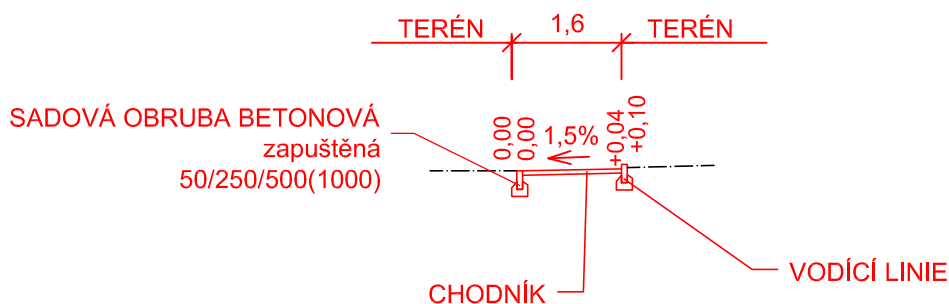 TERÉN 1,6 TERÉN
SADOVÁ OBRUBA BETONOVÁ
zapuštěná
50/250/500(1000)
0,00
0,00
1,5%
+0,04
+0,10
CHODNÍK
VODÍCÍ LINIE